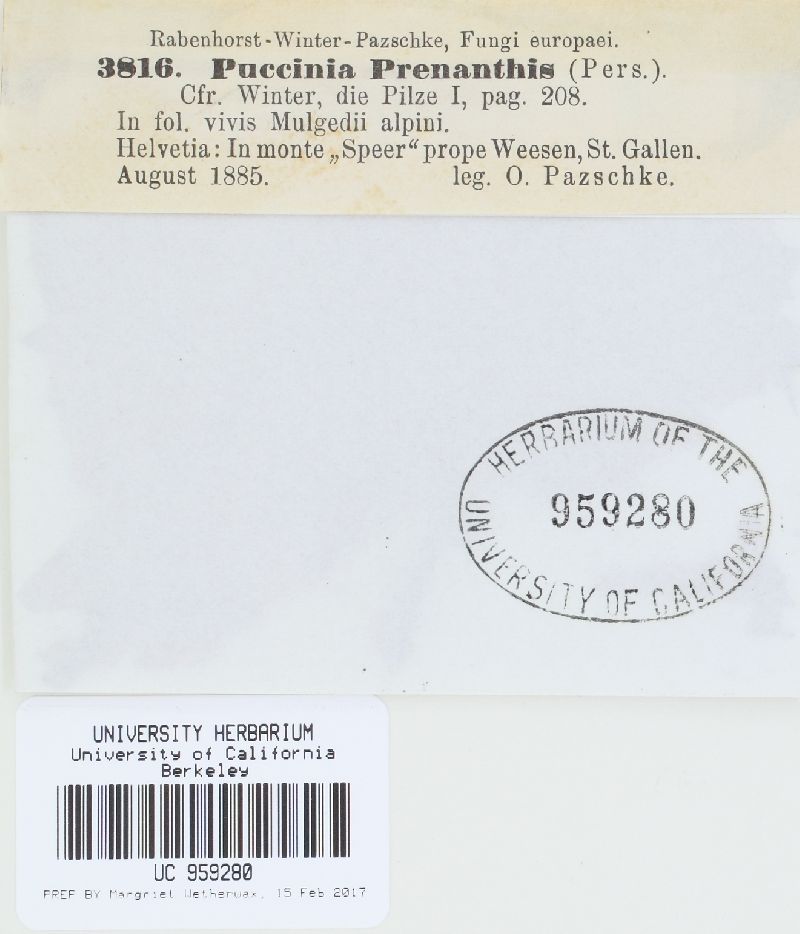 Rabenhorst-Winter-Pazschke, Fungi europaei.
3816. Puccinia Prenanthis (Pers.).
Cfr. Winter, die Pilze I, pag. 208.
In fol. vivis Mulgedii alpini.
Helvetia: In monte „Speer“ prope Weesen, St. Gallen.
August 1885. leg. O. Pazschke.
HERBARIUM OF THE
959280
UNIVERSITY OF CALIFORNIA
UNIVERSITY HERBARIUM
University of California
Berkeley
UC 959280
PREP BY Margriet Wetherwax, 15 Feb 2017